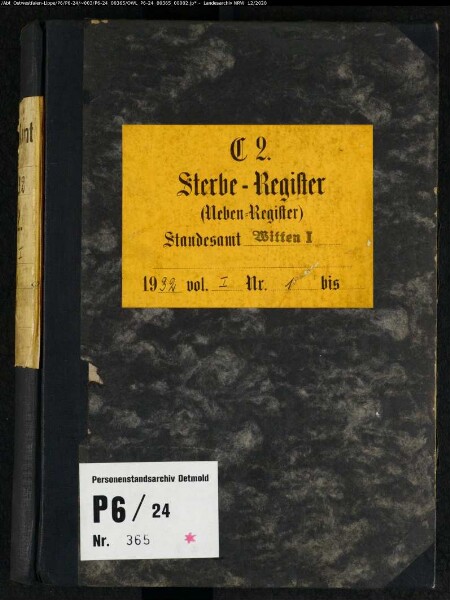 C 2.
Sterbe-Register
(Neben-Register)
Standesamt Witten I
1932 vol. I Nr. 1 bis
Personenstandsarchiv Detmold
P6 / 24
Nr. 365